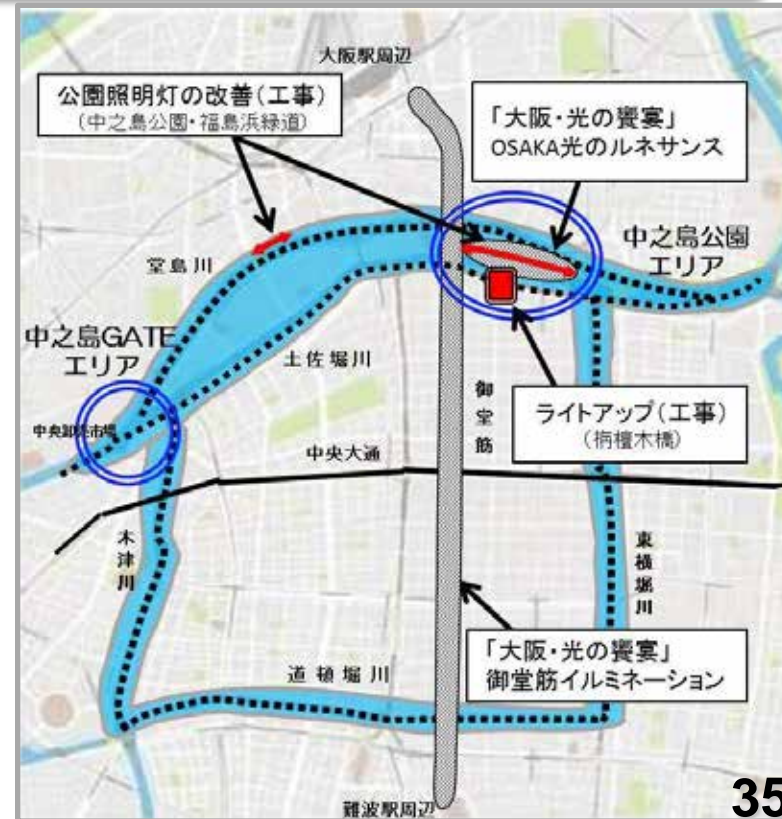 大阪駅周辺
公園照明灯の改善(工事)
(中之島公園・福島浜緑道)
「大阪・光の饗宴」
OSAKA光のルネサンス
中之島公園
エリア
堂島川
中之島GATE
エリア
土佐堀川
御堂筋
中央卸売市場
ライトアップ(工事)
(栴檀木橋)
中央大通
木津川
東横堀川
「大阪・光の饗宴」
御堂筋イルミネーション
道頓堀川
難波駅周辺
35